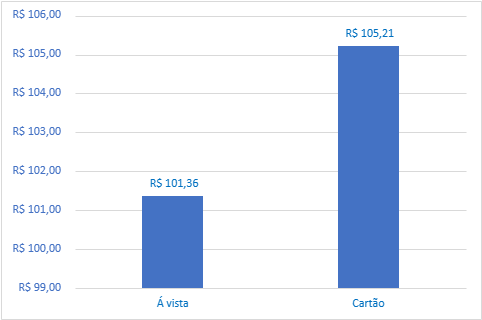 R$ 106,00
R$ 105,00
R$ 104,00
R$ 103,00
R$ 102,00
R$ 101,00
R$ 100,00
R$ 99,00
R$ 101,36
R$ 105,21
Á vista
Cartão